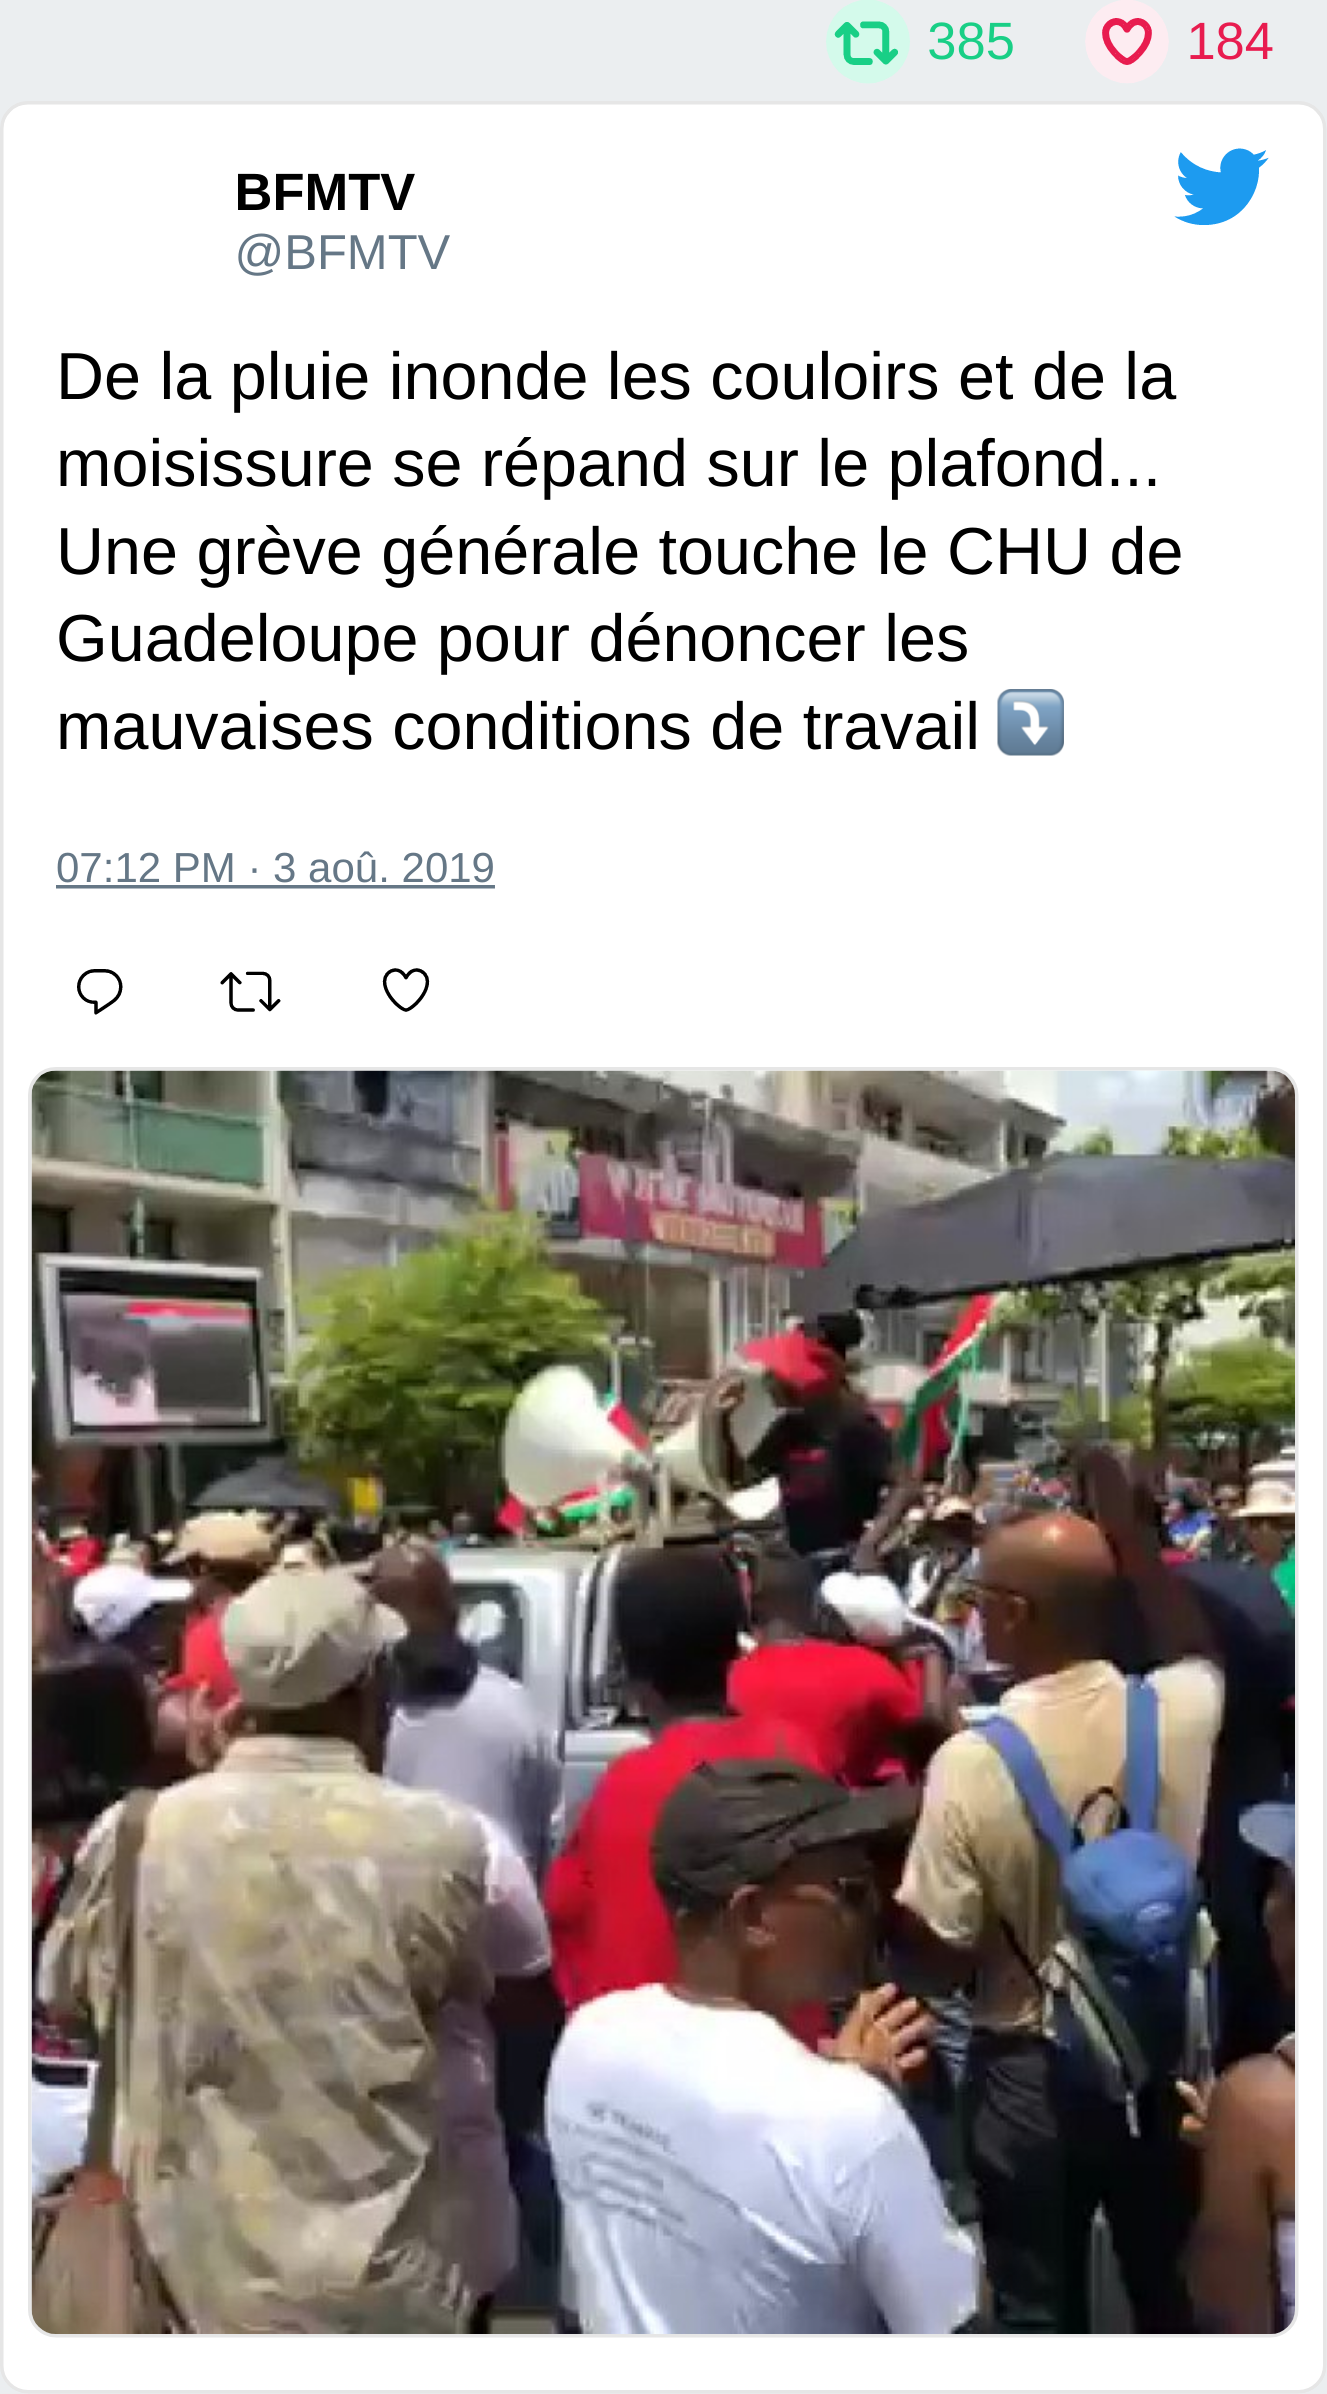 385 184
BFMTV
@BFMTV
De la pluie inonde les couloirs et de la
moisissure se répand sur le plafond...
Une grève générale touche le CHU de
Guadeloupe pour dénoncer les
mauvaises conditions de travail ⤵️
07:12 PM · 3 aoû. 2019